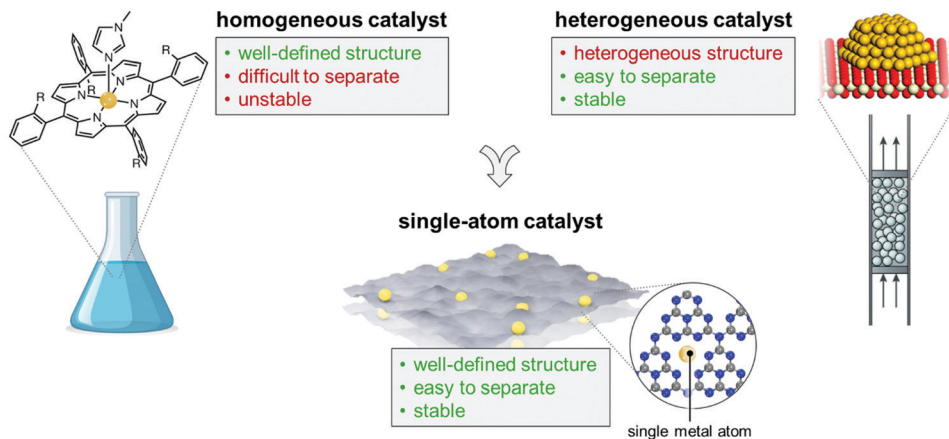 homogeneous catalyst
• well-defined structure
• difficult to separate
• unstable
heterogeneous catalyst
• heterogeneous structure
• easy to separate
• stable
N
N
R
R
N
N
N
N
R
R
single-atom catalyst
• well-defined structure
• easy to separate
• stable
single metal atom